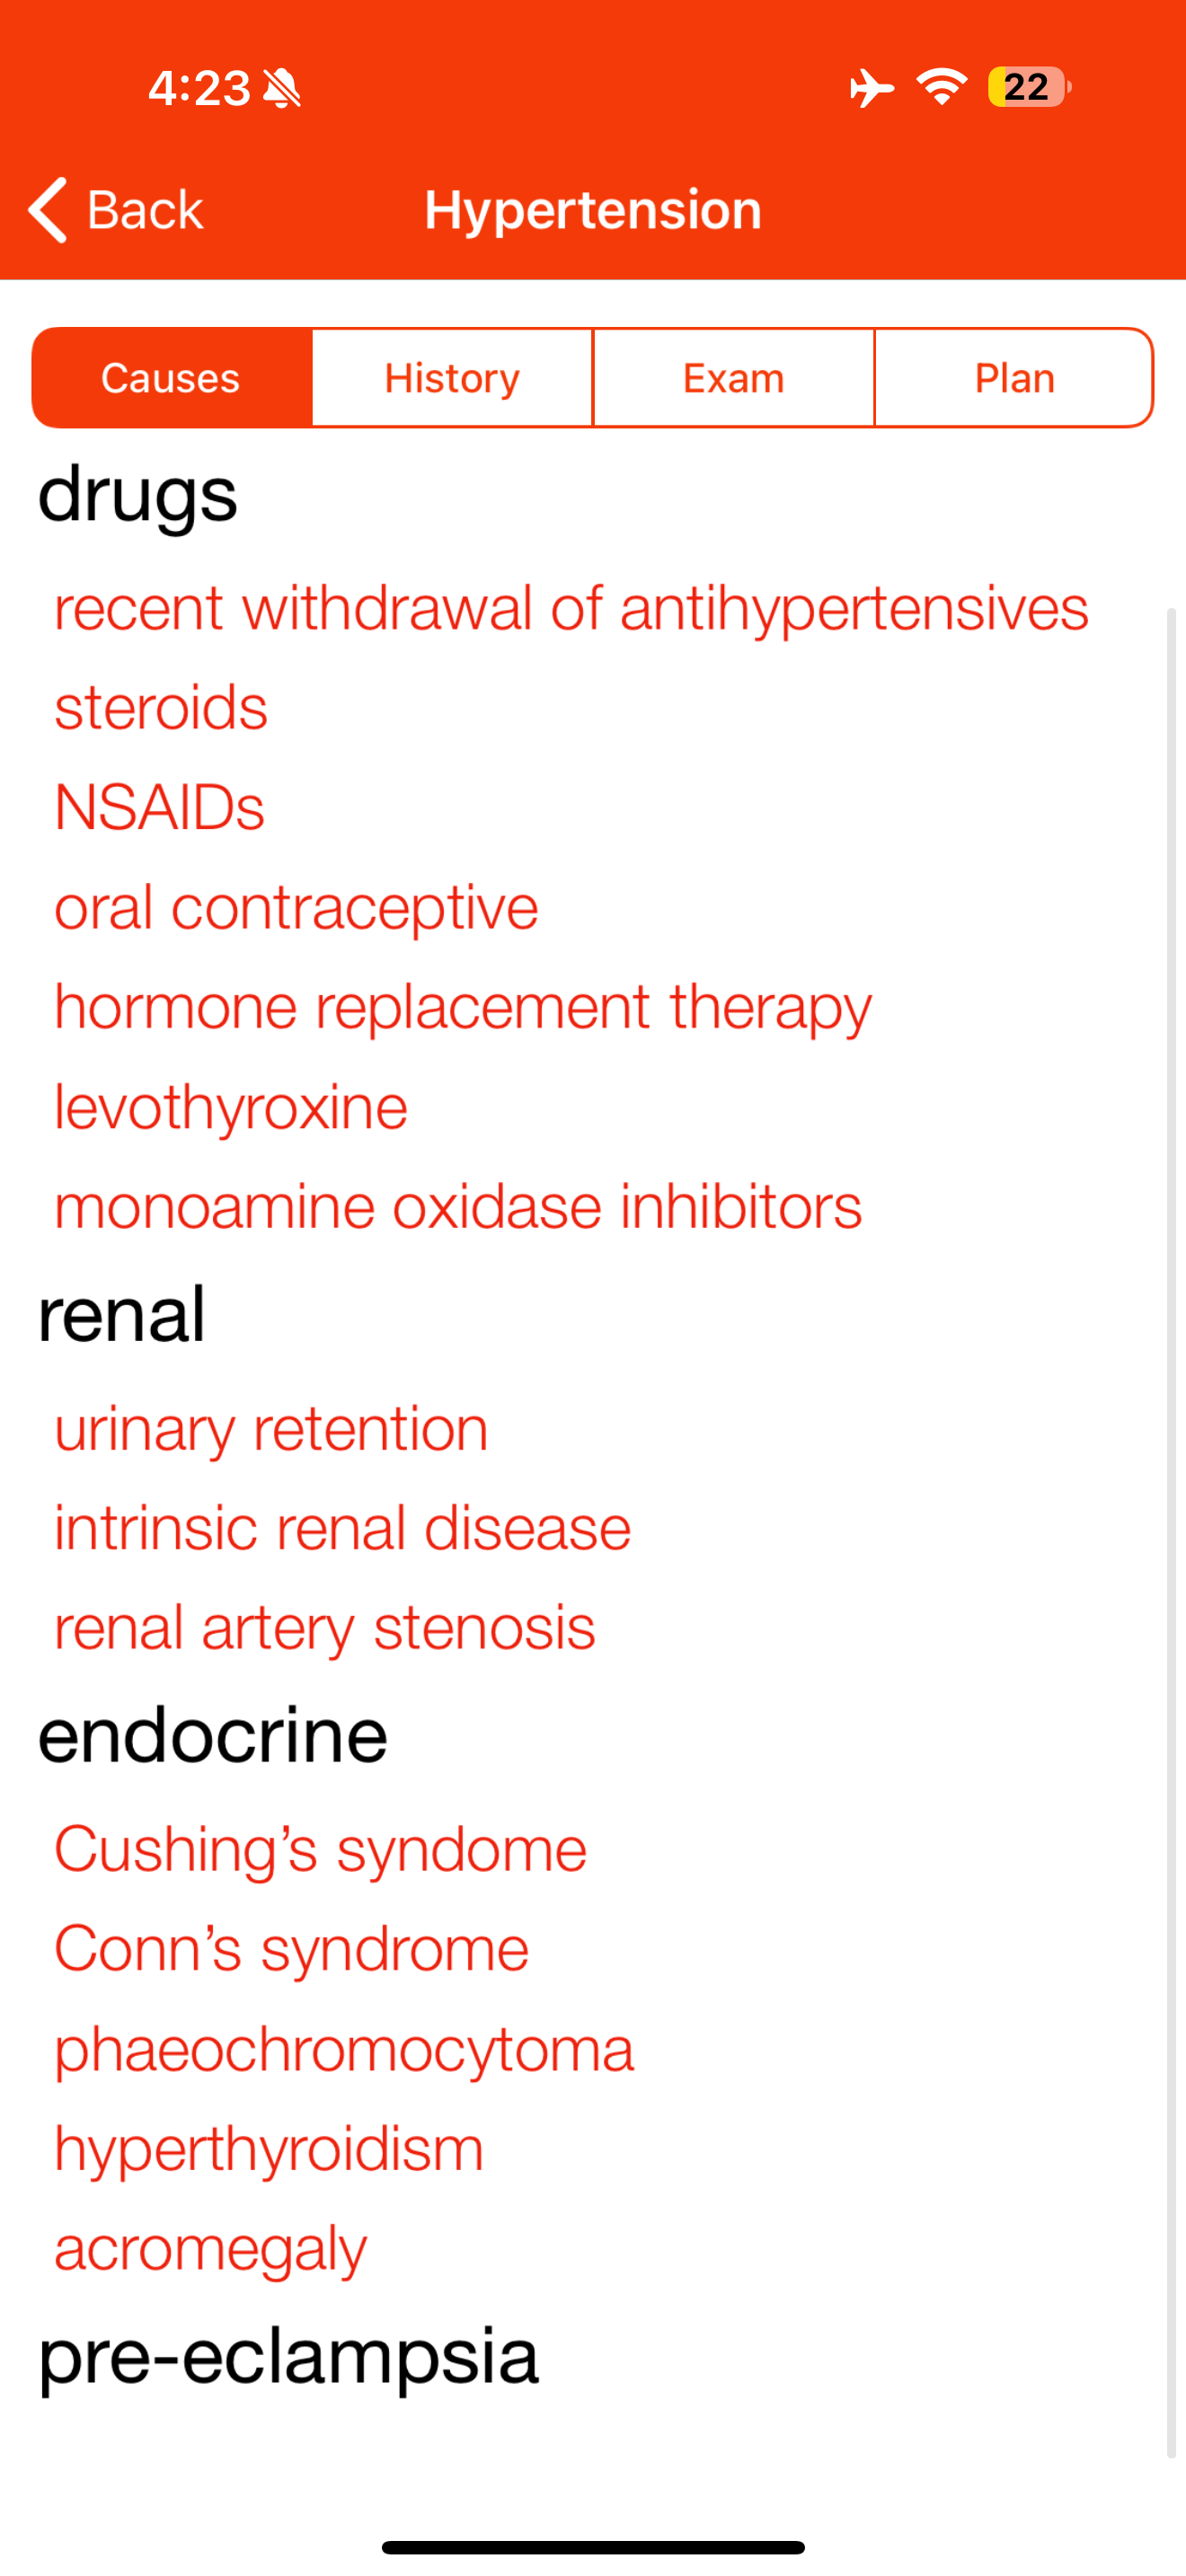 4:23
22
Back
Hypertension
Causes
History
Exam
Plan
drugs
recent withdrawal of antihypertensives
steroids
NSAIDs
oral contraceptive
hormone replacement therapy
levothyroxine
monoamine oxidase inhibitors
renal
urinary retention
intrinsic renal disease
renal artery stenosis
endocrine
Cushing’s syndome
Conn’s syndrome
phaeochromocytoma
hyperthyroidism
acromegaly
pre-eclampsia